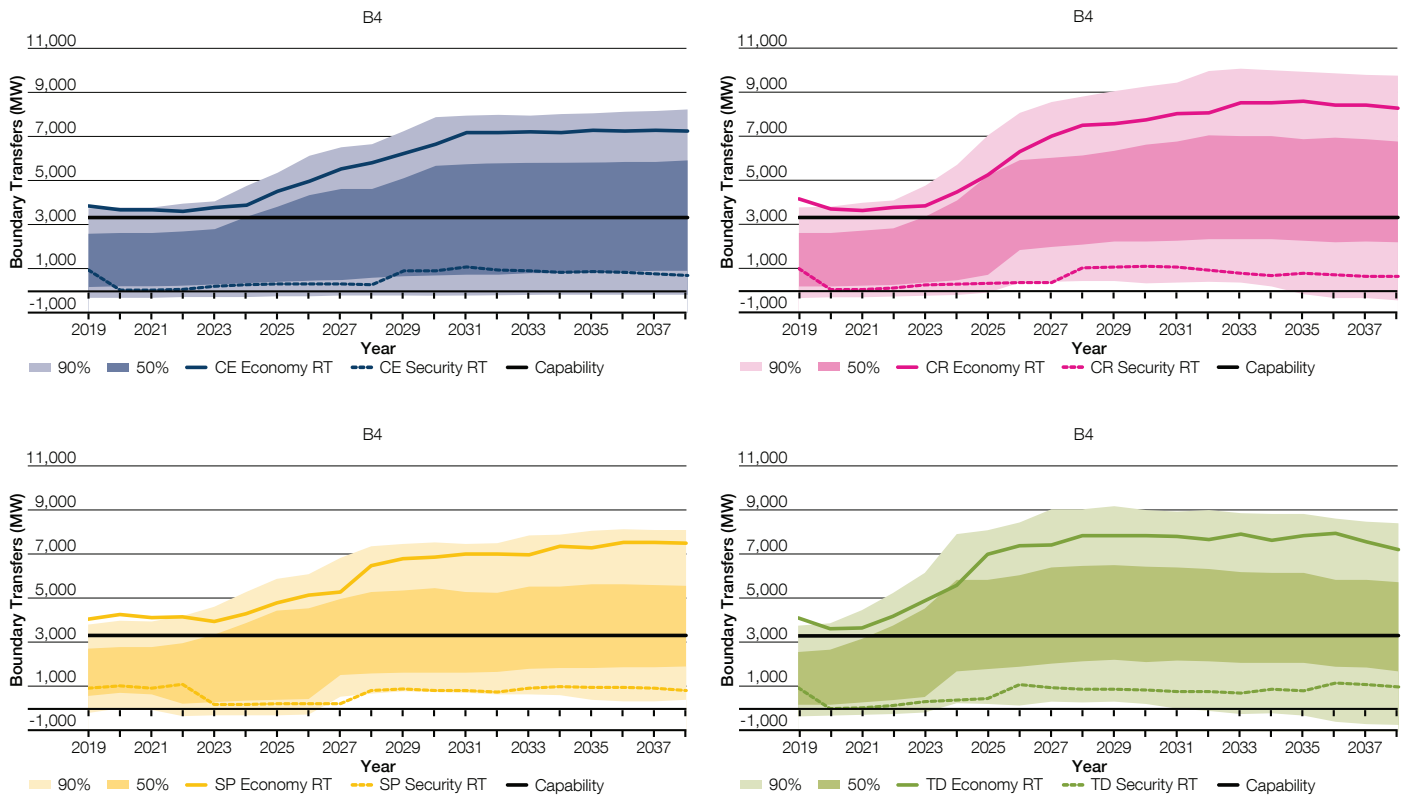 B4
11,000
9,000
7,000
5,000
3,000
1,000
-1,000
Boundary Transfers (MW)
2019 2021 2023 2025 2027 2029 2031 2033 2035 2037
Year
90% 50% CE Economy RT CE Security RT Capability
B4
11,000
9,000
7,000
5,000
3,000
1,000
-1,000
Boundary Transfers (MW)
2019 2021 2023 2025 2027 2029 2031 2033 2035 2037
Year
90% 50% CR Economy RT CR Security RT Capability
B4
11,000
9,000
7,000
5,000
3,000
1,000
-1,000
Boundary Transfers (MW)
2019 2021 2023 2025 2027 2029 2031 2033 2035 2037
Year
90% 50% SP Economy RT SP Security RT Capability
B4
11,000
9,000
7,000
5,000
3,000
1,000
-1,000
Boundary Transfers (MW)
2019 2021 2023 2025 2027 2029 2031 2033 2035 2037
Year
90% 50% TD Economy RT TD Security RT Capability